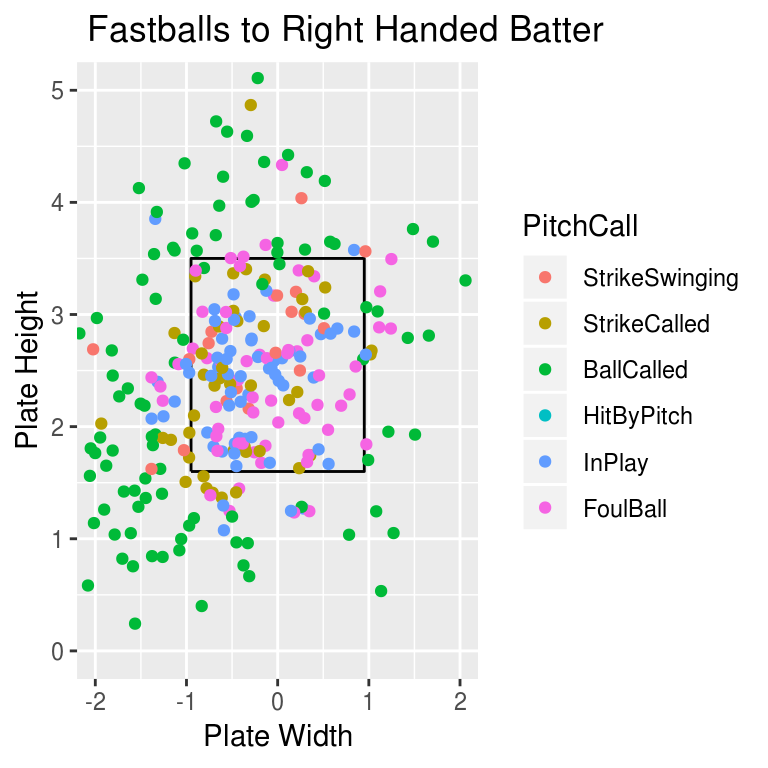 Fastballs to Right Handed Batter
5
4
3
2
1
0
Plate Height
-2
-1
0
1
2
Plate Width
PitchCall
StrikeSwinging
StrikeCalled
BallCalled
HitByPitch
InPlay
FoulBall